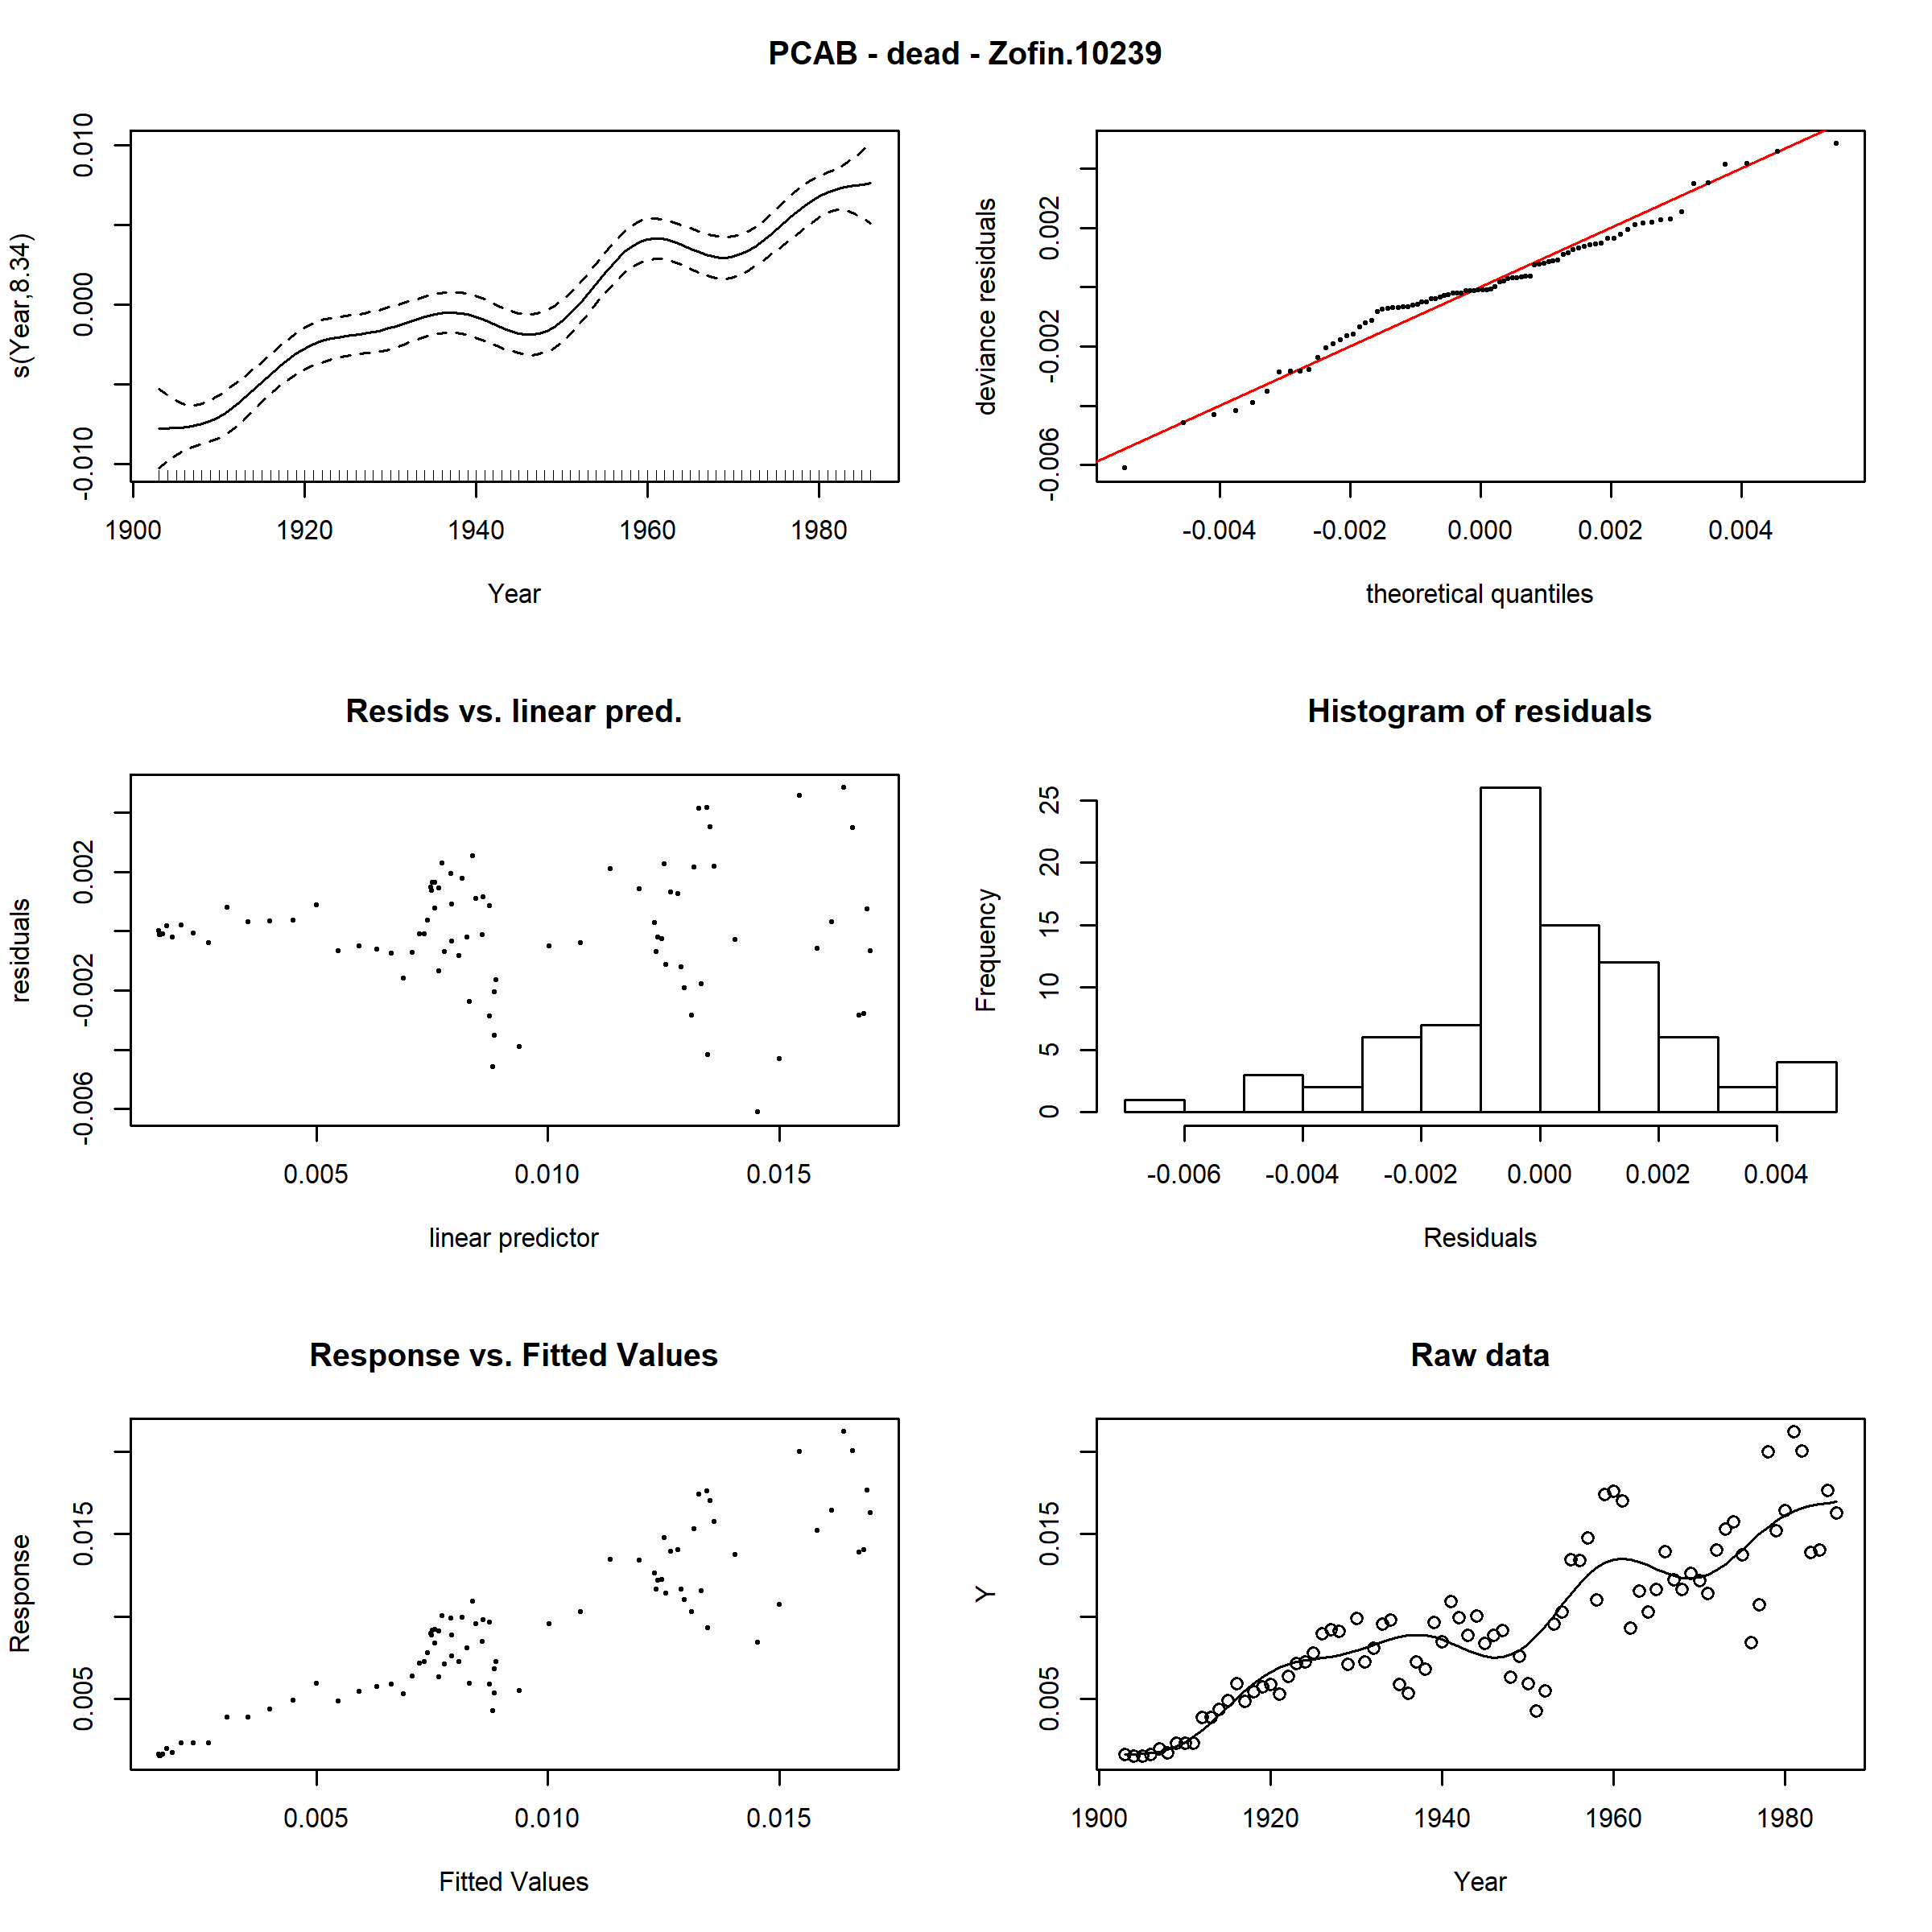 PCAB - dead - Zofin.10239
s(Year,8.34)
-0.010 0.000 0.010
1900 1920 1940 1960 1980
Year
deviance residuals
-0.006 -0.002 0.002
-0.004 -0.002 0.000 0.002 0.004
theoretical quantiles
Resids vs. linear pred.
residuals
-0.006 -0.002 0.002
0.005 0.010 0.015
linear predictor
Histogram of residuals
Frequency
0 5 10 15 20 25
-0.006 -0.004 -0.002 0.000 0.002 0.004
Residuals
Response vs. Fitted Values
Response
0.005 0.015
0.005 0.010 0.015
Fitted Values
Raw data
Y
0.005 0.015
1900 1920 1940 1960 1980
Year